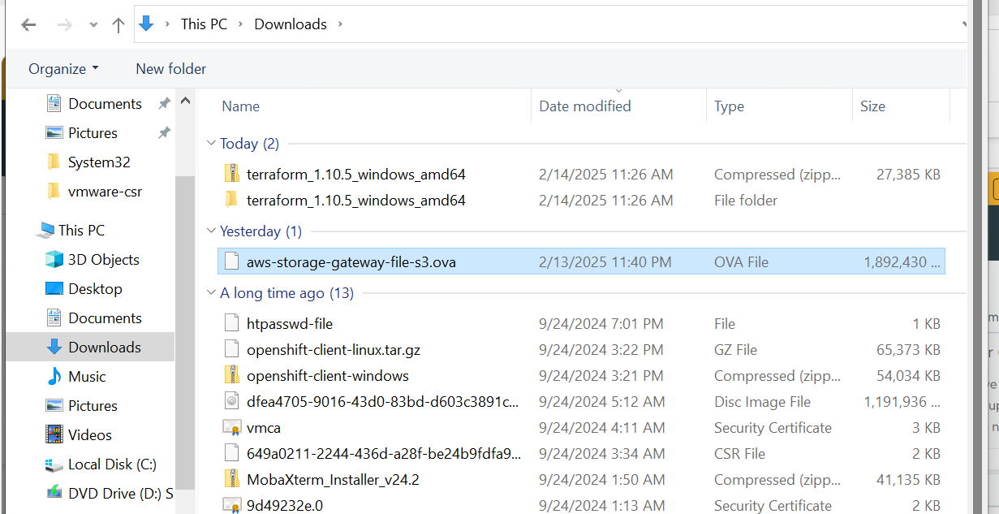 This PC > Downloads >
Organize New folder
Documents
Pictures
System32
vmware-csr
This PC
3D Objects
Desktop
Documents
Downloads
Music
Pictures
Videos
Local Disk (C:)
DVD Drive (D:) S
Name Date modified Type Size
Today (2)
terraform_1.10.5_windows_amd64 2/14/2025 11:26 AM Compressed (zipp... 27,385 KB
terraform_1.10.5_windows_amd64 2/14/2025 11:26 AM File folder
Yesterday (1)
aws-storage-gateway-file-s3.ova 2/13/2025 11:40 PM OVA File 1,892,430 ...
A long time ago (13)
htpasswd-file 9/24/2024 7:01 PM File 1 KB
openshift-client-linux.tar.gz 9/24/2024 3:22 PM GZ File 65,373 KB
openshift-client-windows 9/24/2024 3:21 PM Compressed (zipp... 54,034 KB
dfea4705-9016-43d0-83bd-d603c3891c... 9/24/2024 5:12 AM Disc Image File 1,191,936 ...
vmca 9/24/2024 4:11 AM Security Certificate 3 KB
649a0211-2244-436d-a28f-be24b9fdfa9... 9/24/2024 3:34 AM CSR File 2 KB
MobaXterm_Installer_v24.2 9/24/2024 1:50 AM Compressed (zipp... 41,135 KB
9d49232e.0 9/24/2024 1:13 AM Security Certificate 2 KB